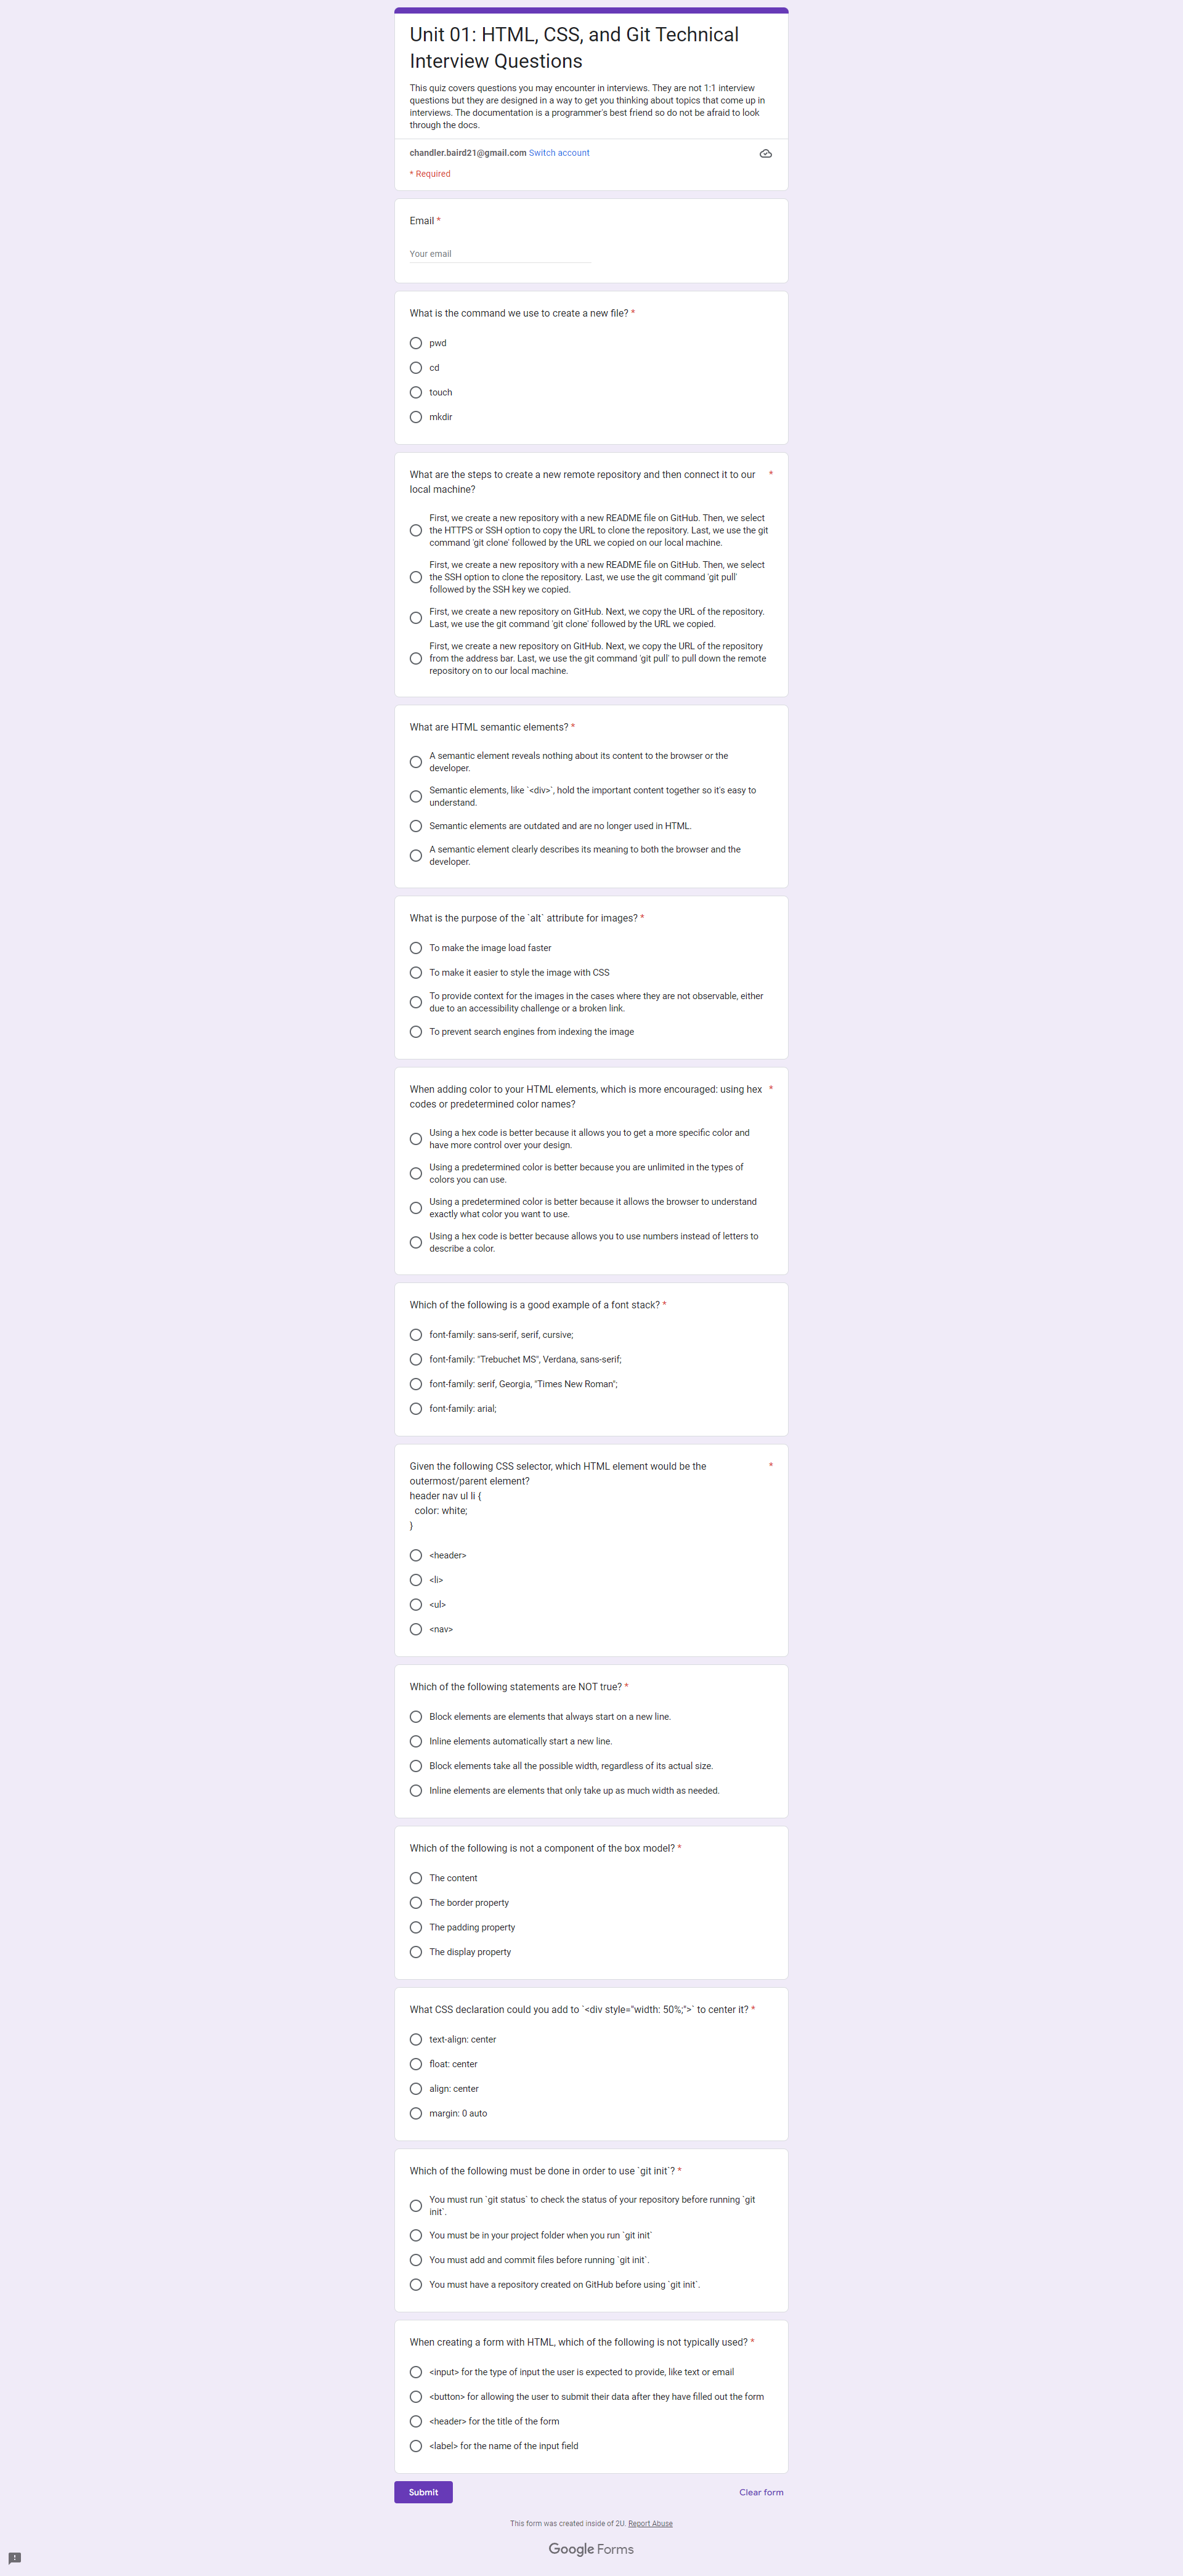 Unit 01: HTML, CSS, and Git Technical
Interview Questions
This quiz covers questions you may encounter in interviews. They are not 1:1 interview
questions but they are designed in a way to get you thinking about topics that come up in
interviews. The documentation is a programmer's best friend so do not be afraid to look
through the docs.
chandler.baird21@gmail.com Switch account
* Required
Email *
Your email
What is the command we use to create a new file? *
pwd
cd
touch
mkdir
What are the steps to create a new remote repository and then connect it to our *
local machine?
First, we create a new repository with a new README file on GitHub. Then, we select
the HTTPS or SSH option to copy the URL to clone the repository. Last, we use the git
command 'git clone' followed by the URL we copied on our local machine.
First, we create a new repository with a new README file on GitHub. Then, we select
the SSH option to clone the repository. Last, we use the git command 'git pull'
followed by the SSH key we copied.
First, we create a new repository on GitHub. Next, we copy the URL of the repository.
Last, we use the git command 'git clone' followed by the URL we copied.
First, we create a new repository on GitHub. Next, we copy the URL of the repository
from the address bar. Last, we use the git command 'git pull' to pull down the remote
repository on to our local machine.
What are HTML semantic elements? *
A semantic element reveals nothing about its content to the browser or the
developer.
Semantic elements, like `<div>`, hold the important content together so it's easy to
understand.
Semantic elements are outdated and are no longer used in HTML.
A semantic element clearly describes its meaning to both the browser and the
developer.
What is the purpose of the `alt` attribute for images? *
To make the image load faster
To make it easier to style the image with CSS
To provide context for the images in the cases where they are not observable, either
due to an accessibility challenge or a broken link.
To prevent search engines from indexing the image
When adding color to your HTML elements, which is more encouraged: using hex *
codes or predetermined color names?
Using a hex code is better because it allows you to get a more specific color and
have more control over your design.
Using a predetermined color is better because you are unlimited in the types of
colors you can use.
Using a predetermined color is better because it allows the browser to understand
exactly what color you want to use.
Using a hex code is better because allows you to use numbers instead of letters to
describe a color.
Which of the following is a good example of a font stack? *
font-family: sans-serif, serif, cursive;
font-family: "Trebuchet MS", Verdana, sans-serif;
font-family: serif, Georgia, "Times New Roman";
font-family: arial;
Given the following CSS selector, which HTML element would be the *
outermost/parent element?
header nav ul li {
color: white;
}
<header>
<li>
<ul>
<nav>
Which of the following statements are NOT true? *
Block elements are elements that always start on a new line.
Inline elements automatically start a new line.
Block elements take all the possible width, regardless of its actual size.
Inline elements are elements that only take up as much width as needed.
Which of the following is not a component of the box model? *
The content
The border property
The padding property
The display property
What CSS declaration could you add to `<div style="width: 50%;">` to center it? *
text-align: center
float: center
align: center
margin: 0 auto
Which of the following must be done in order to use `git init`? *
You must run `git status` to check the status of your repository before running `git
init`.
You must be in your project folder when you run `git init`
You must add and commit files before running `git init`.
You must have a repository created on GitHub before using `git init`.
When creating a form with HTML, which of the following is not typically used? *
<input> for the type of input the user is expected to provide, like text or email
<button> for allowing the user to submit their data after they have filled out the form
<header> for the title of the form
<label> for the name of the input field
Submit
Clear form
This form was created inside of 2U. Report Abuse
Google Forms